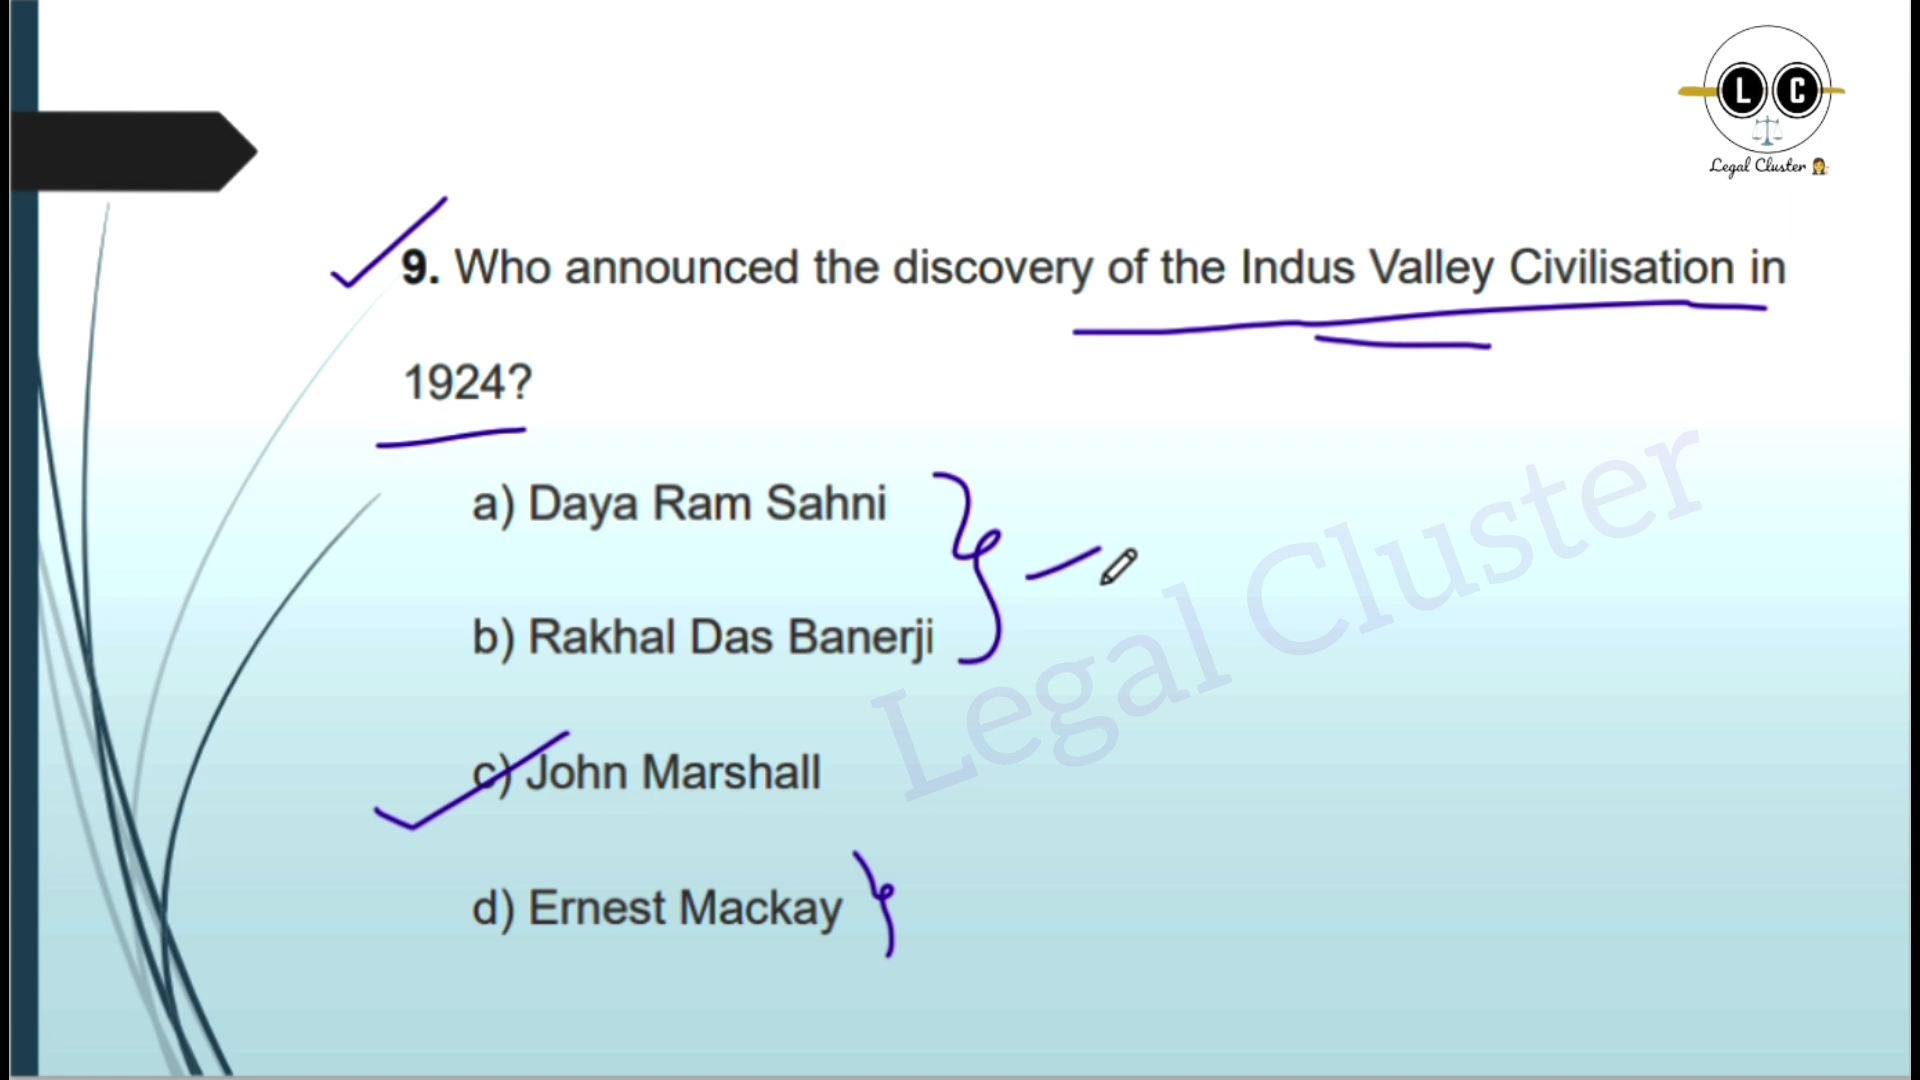 L C
Legal Cluster
9. Who announced the discovery of the Indus Valley Civilisation in
1924?
a) Daya Ram Sahni
b) Rakhal Das Banerji
c) John Marshall
d) Ernest Mackay
Legal Cluster